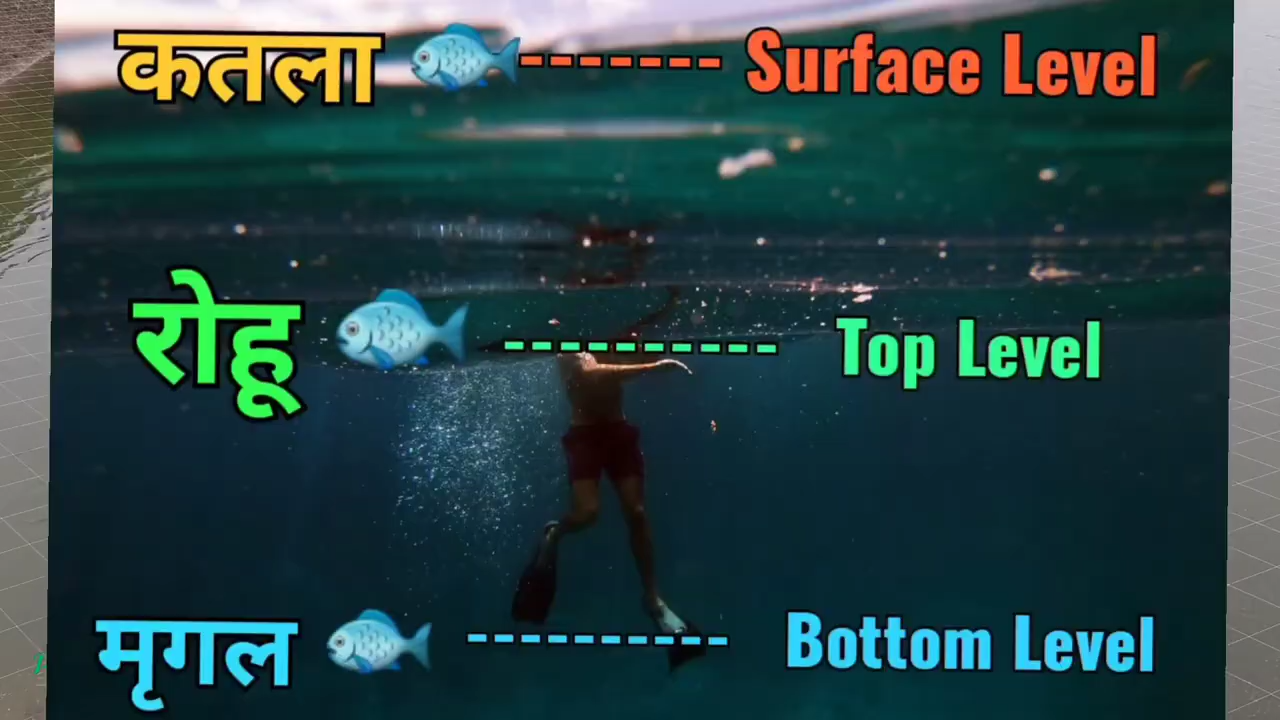 कतला ------- Surface Level
रोहू ---------- Top Level
मृगल ---------- Bottom Level